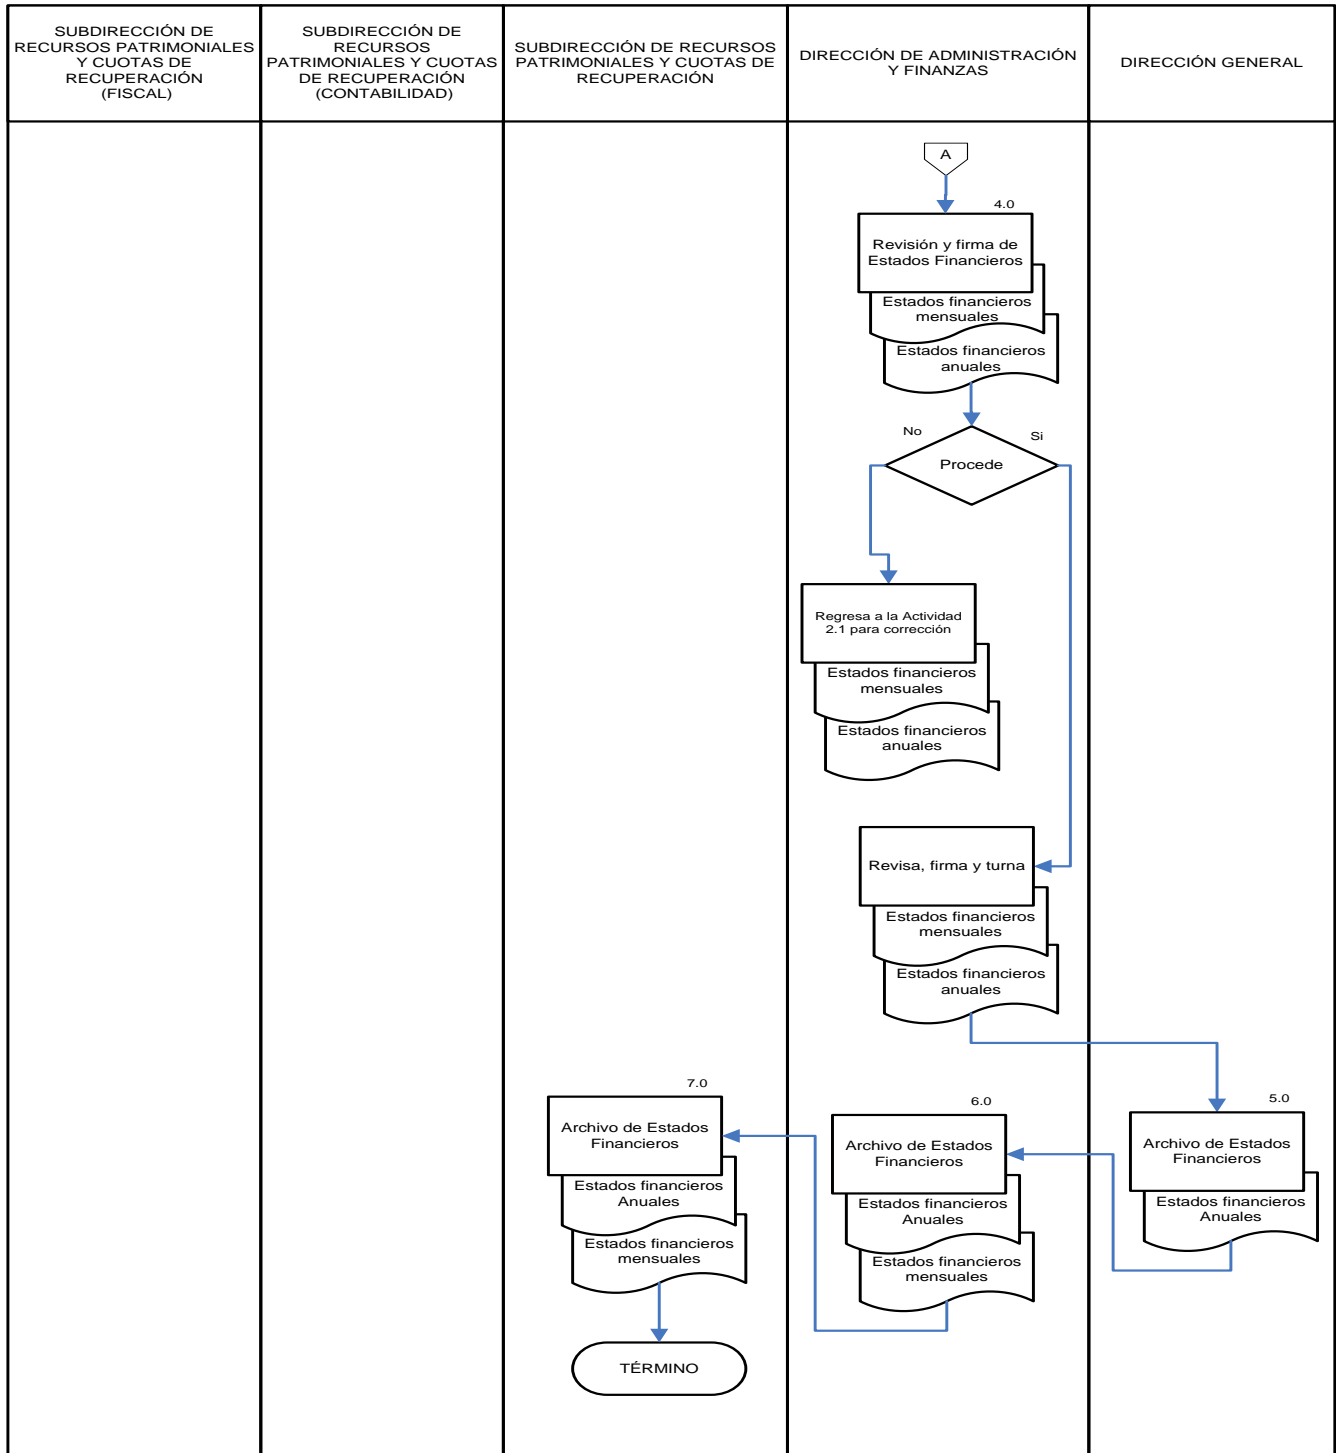 SUBDIRECCIÓN DE
RECURSOS PATRIMONIALES
Y CUOTAS DE
RECUPERACIÓN
(FISCAL)
SUBDIRECCIÓN DE
RECURSOS
PATRIMONIALES Y CUOTAS
DE RECUPERACIÓN
(CONTABILIDAD)
SUBDIRECCIÓN DE RECURSOS
PATRIMONIALES Y CUOTAS DE
RECUPERACIÓN
DIRECCIÓN DE ADMINISTRACIÓN
Y FINANZAS
DIRECCIÓN GENERAL
A
4.0
Revisión y firma de
Estados Financieros
Estados financieros
mensuales
Estados financieros
anuales
No
Si
Procede
Regresa a la Actividad
2.1 para corrección
Estados financieros
mensuales
Estados financieros
anuales
Revisa, firma y turna
Estados financieros
mensuales
Estados financieros
anuales
5.0
Archivo de Estados
Financieros
Estados financieros
Anuales
6.0
Archivo de Estados
Financieros
Estados financieros
Anuales
Estados financieros
mensuales
7.0
Archivo de Estados
Financieros
Estados financieros
Anuales
Estados financieros
mensuales
TÉRMINO